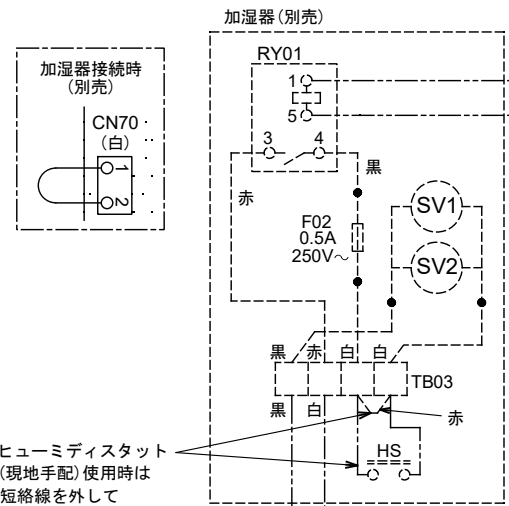 加湿器(別売)
加湿器接続時
(別売)
CN70
(白)
1
2
RY01
1
5
3 4
黒
赤
F02
0.5A
250V~
SV1
SV2
黒 赤 白 白
TB03
黒 白
赤
HS
ヒューミディスタット
(現地手配)使用時は
短絡線を外して